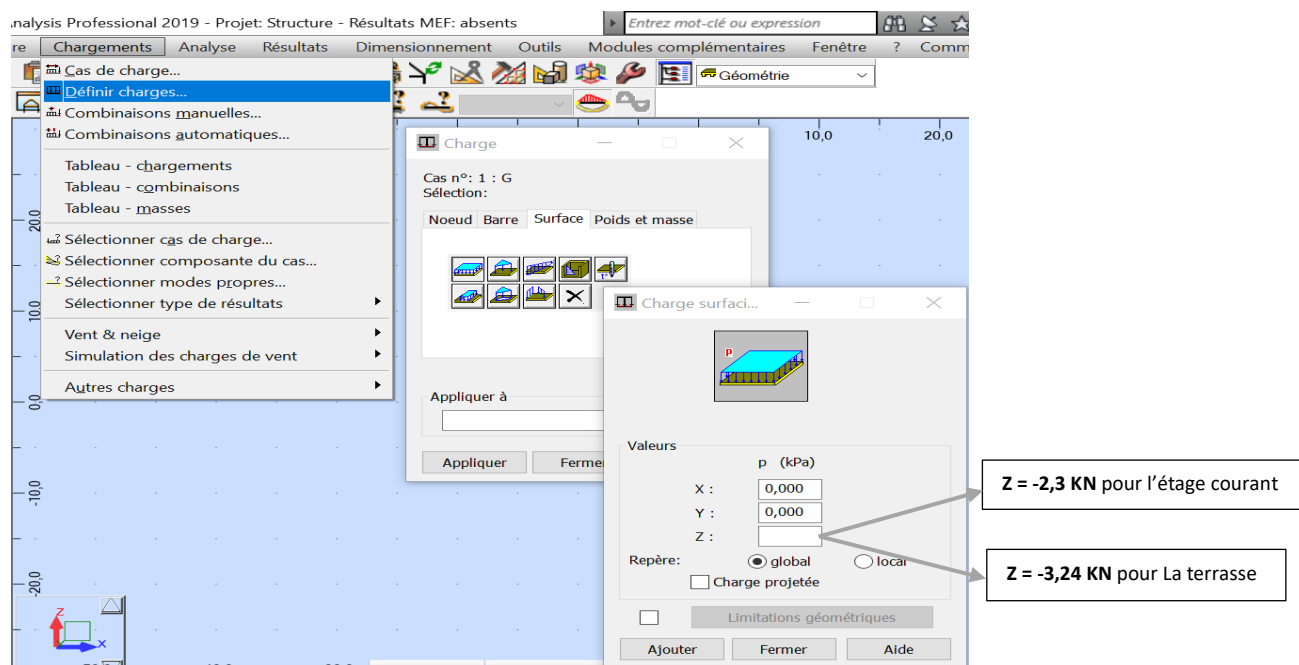 Analysis Professional 2019 - Projet: Structure - Résultats MEF: absents
Entrez mot-clé ou expression
re Chargements Analyse Résultats Dimensionnement Outils Modules complémentaires Fenêtre ? Comm
Cas de charge...
Géométrie
Définir charges...
Combinaisons manuelles...
Combinaisons automatiques...
Tableau - chargements
Tableau - combinaisons
Tableau - masses
Sélectionner cas de charge...
Sélectionner composante du cas...
Sélectionner modes propres...
Sélectionner type de résultats
Vent & neige
Simulation des charges de vent
Autres charges
10,0 20,0
20,0
10,0
0,0
-10,0
-20,0
Z
X
Charge
Cas n°: 1 : G
Sélection:
Noeud Barre Surface Poids et masse
Appliquer à
Appliquer Fermer
Charge surfaci...
P
Valeurs
p (kPa)
X : 0,000
Y : 0,000
Z :
Repère: global local
Charge projetée
Limitations géométriques
Ajouter Fermer Aide
Z = -2,3 KN pour l'étage courant
Z = -3,24 KN pour La terrasse